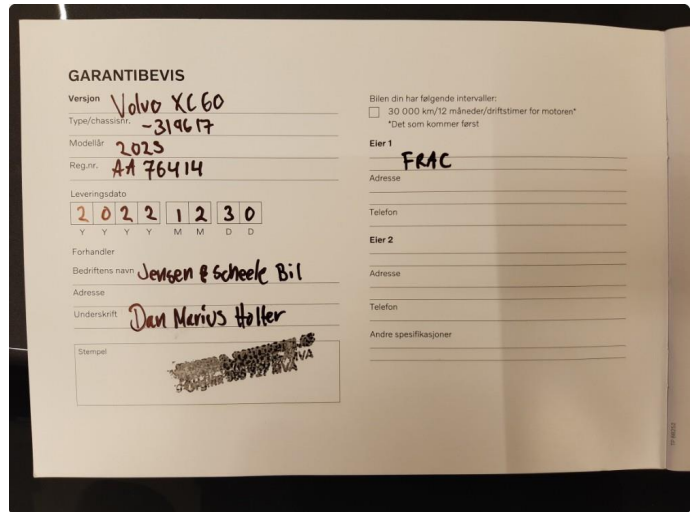 GARANTIBEVIS
Versjon Volvo XC60
Type/chassisnr. -319617
Modellår 2023
Reg.nr. AA 76414
Leveringsdato
2 0 2 2 1 2 3 0
Y Y Y Y M M D D
Forhandler
Bedriftens navn Jensen & Scheele Bil
Adresse
Underskrift Dan Marius Holter
Stempel
MVA
MVA
Bilen din har følgende intervaller:
30 000 km/12 måneder/driftstimer for motoren*
*Det som kommer først
Eier 1
FRAC
Adresse
Telefon
Eier 2
Adresse
Telefon
Andre spesifikasjoner